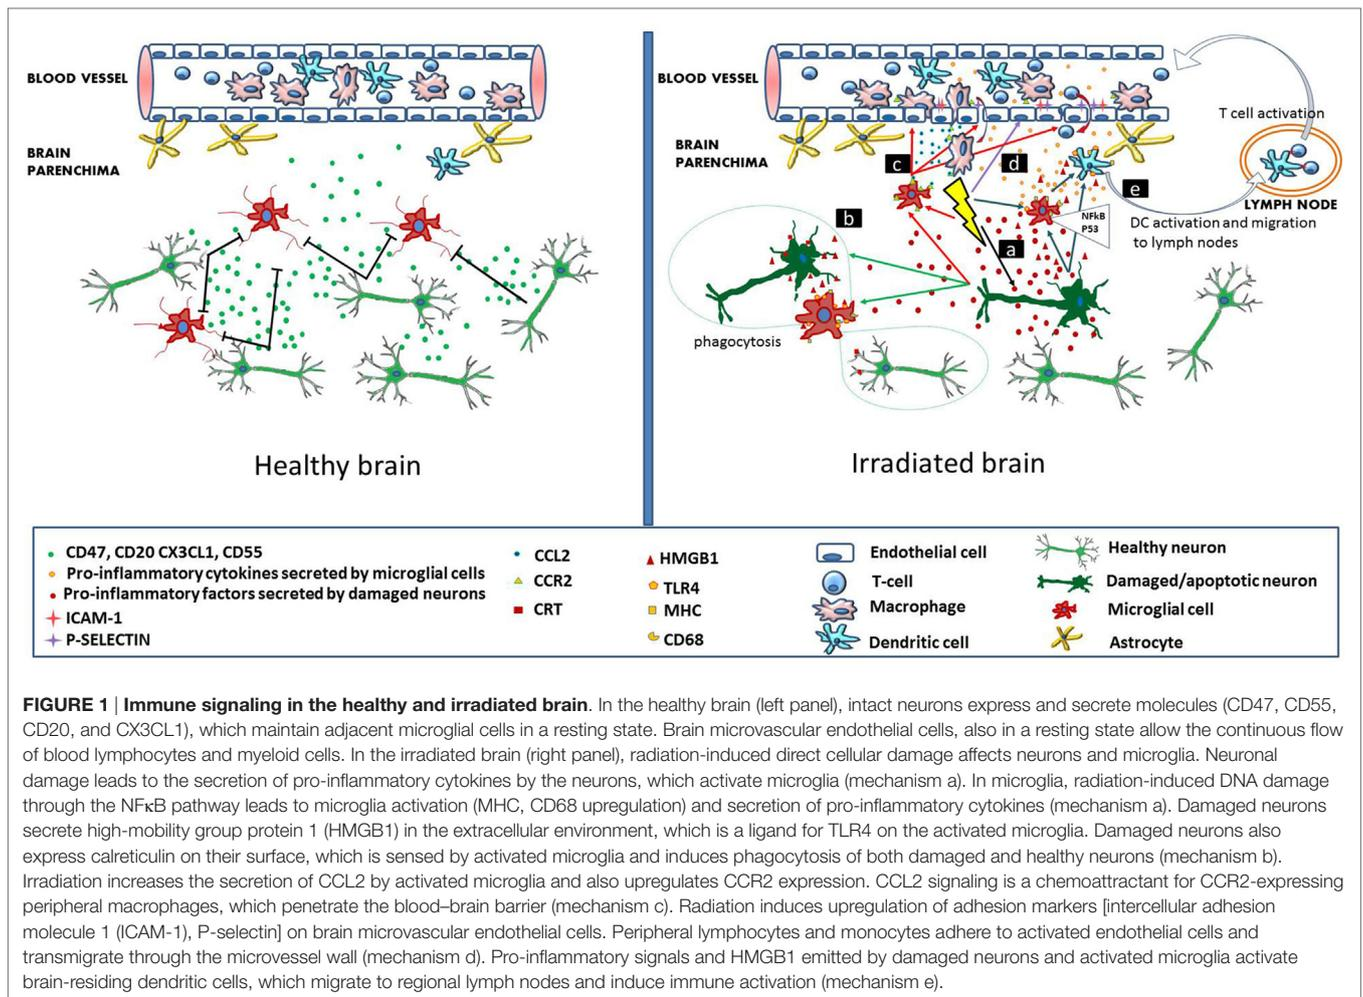 BLOOD VESSEL
BRAIN
PARENCHIMA
Healthy brain
BLOOD VESSEL
BRAIN
PARENCHIMA
c
d
e
b
a
NFkB
P53
T cell activation
LYMPH NODE
DC activation and migration
to lymph nodes
phagocytosis
Irradiated brain
CD47, CD20 CX3CL1, CD55
Pro-inflammatory cytokines secreted by microglial cells
Pro-inflammatory factors secreted by damaged neurons
ICAM-1
P-SELECTIN
CCL2
CCR2
CRT
HMGB1
TLR4
MHC
CD68
Endothelial cell
T-cell
Macrophage
Dendritic cell
Healthy neuron
Damaged/apoptotic neuron
Microglial cell
Astrocyte
FIGURE 1 | Immune signaling in the healthy and irradiated brain. In the healthy brain (left panel), intact neurons express and secrete molecules (CD47, CD55,
CD20, and CX3CL1), which maintain adjacent microglial cells in a resting state. Brain microvascular endothelial cells, also in a resting state allow the continuous flow
of blood lymphocytes and myeloid cells. In the irradiated brain (right panel), radiation-induced direct cellular damage affects neurons and microglia. Neuronal
damage leads to the secretion of pro-inflammatory cytokines by the neurons, which activate microglia (mechanism a). In microglia, radiation-induced DNA damage
through the NFκB pathway leads to microglia activation (MHC, CD68 upregulation) and secretion of pro-inflammatory cytokines (mechanism a). Damaged neurons
secrete high-mobility group protein 1 (HMGB1) in the extracellular environment, which is a ligand for TLR4 on the activated microglia. Damaged neurons also
express calreticulin on their surface, which is sensed by activated microglia and induces phagocytosis of both damaged and healthy neurons (mechanism b).
Irradiation increases the secretion of CCL2 by activated microglia and also upregulates CCR2 expression. CCL2 signaling is a chemoattractant for CCR2-expressing
peripheral macrophages, which penetrate the blood–brain barrier (mechanism c). Radiation induces upregulation of adhesion markers [intercellular adhesion
molecule 1 (ICAM-1), P-selectin] on brain microvascular endothelial cells. Peripheral lymphocytes and monocytes adhere to activated endothelial cells and
transmigrate through the microvessel wall (mechanism d). Pro-inflammatory signals and HMGB1 emitted by damaged neurons and activated microglia activate
brain-residing dendritic cells, which migrate to regional lymph nodes and induce immune activation (mechanism e).